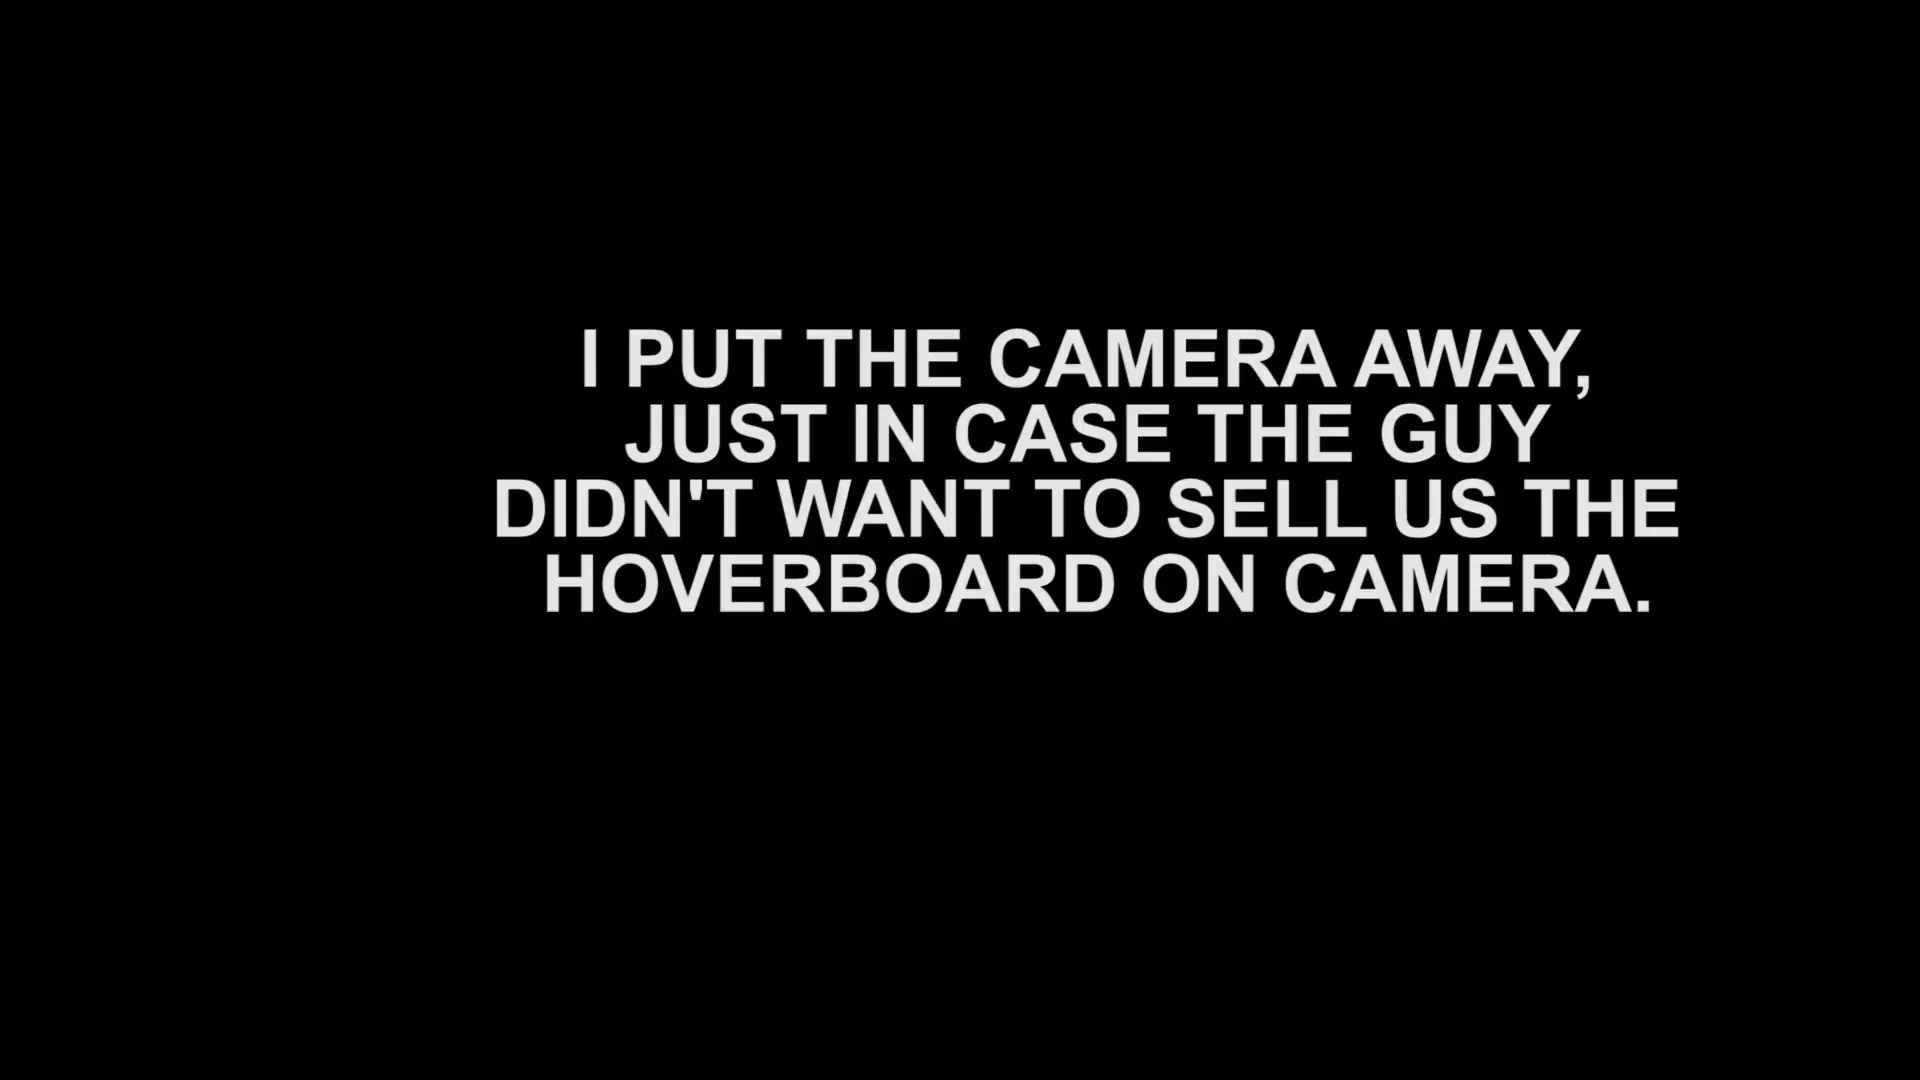 I PUT THE CAMERA AWAY,
JUST IN CASE THE GUY
DIDN'T WANT TO SELL US THE
HOVERBOARD ON CAMERA.